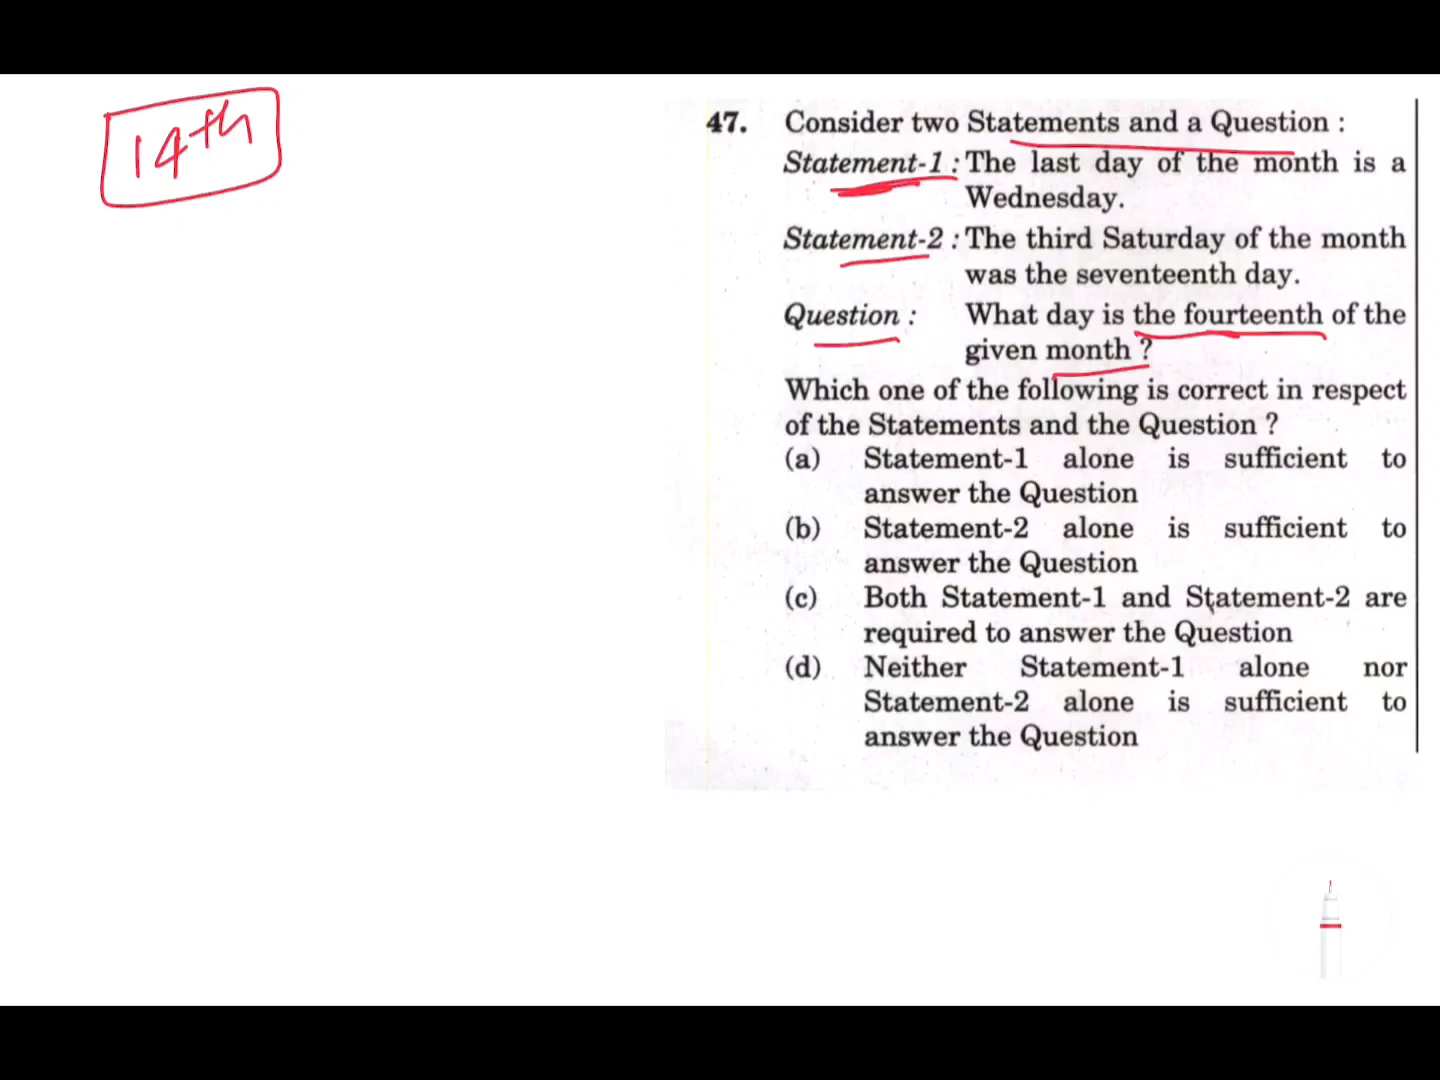 14th
47. Consider two Statements and a Question :
Statement-1 : The last day of the month is a
Wednesday.
Statement-2 : The third Saturday of the month
was the seventeenth day.
Question : What day is the fourteenth of the
given month ?
Which one of the following is correct in respect
of the Statements and the Question ?
(a) Statement-1 alone is sufficient to
answer the Question
(b) Statement-2 alone is sufficient to
answer the Question
(c) Both Statement-1 and Statement-2 are
required to answer the Question
(d) Neither Statement-1 alone nor
Statement-2 alone is sufficient to
answer the Question